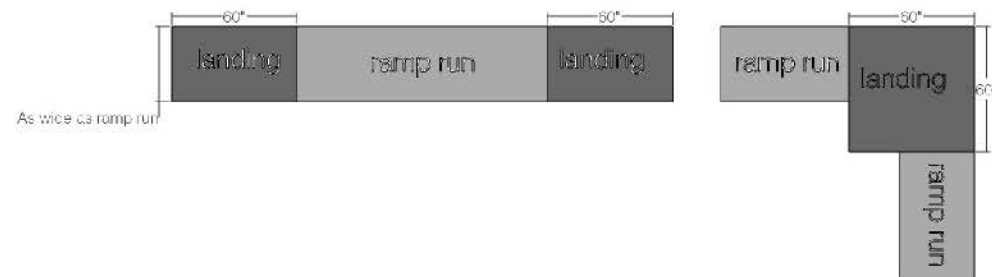 60"
60"
60"
landing
ramp run
landing
ramp run
landing
60"
As wide as ramp run
ramp run